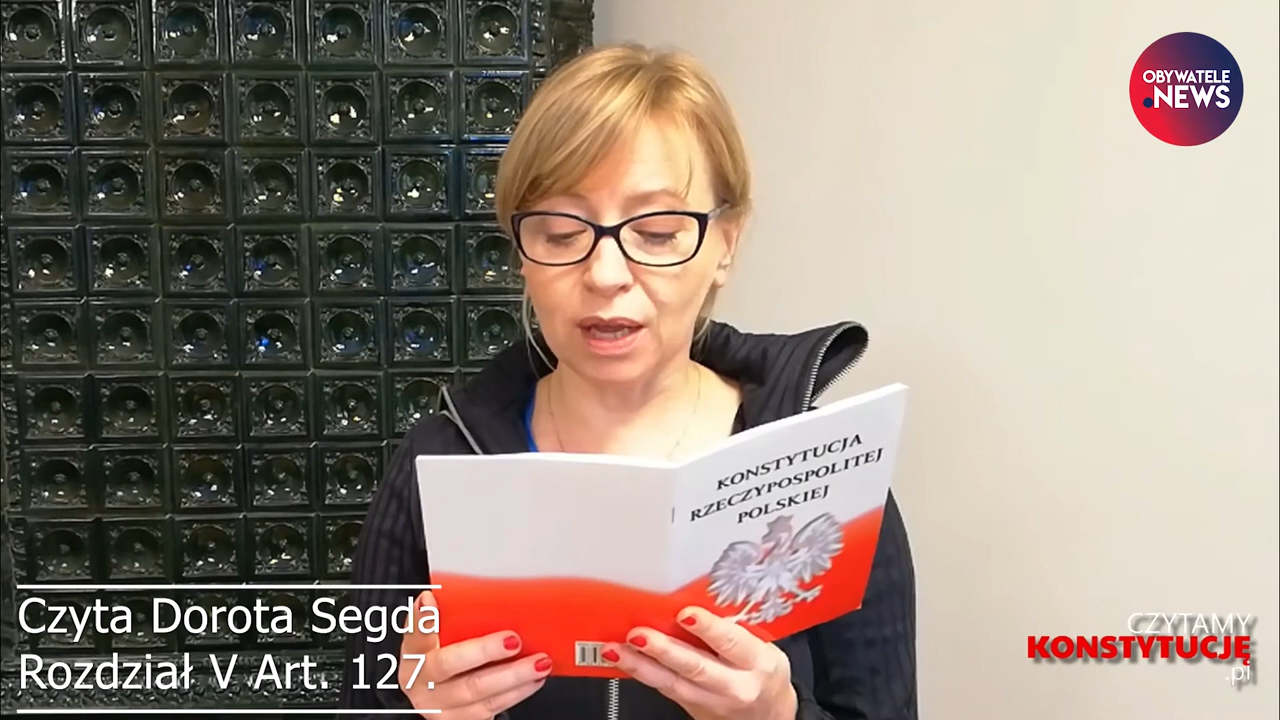 OBYWATELE
.NEWS
KONSTYTUCJA
RZECZYPOSPOLITEJ
POLSKIEJ
Czyta Dorota Segda
Rozdział V Art. 127.
CZYTAMY
KONSTYTUCJĘ
.pl